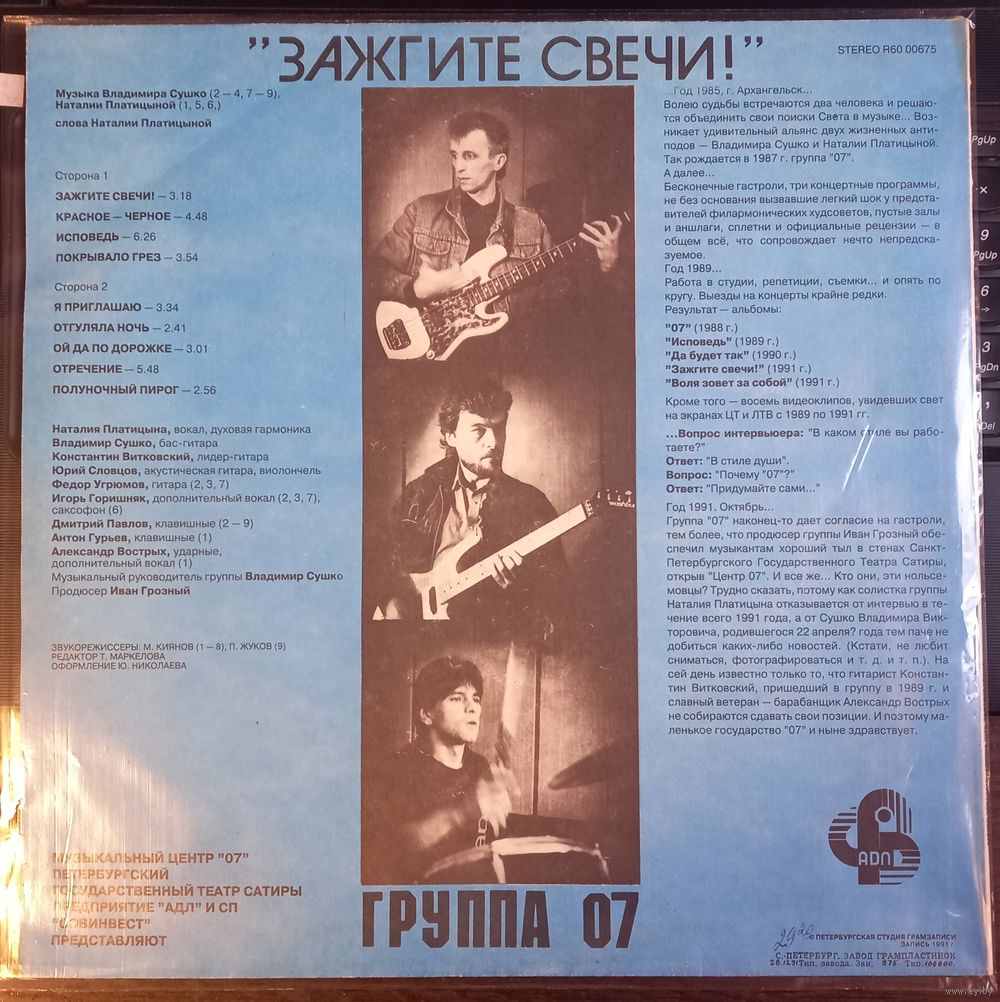 "ЗАЖГИТЕ СВЕЧИ!"
STEREO R60 00675
Музыка Владимира Сушко (2 – 4, 7 – 9),
Наталии Платицыной (1, 5, 6,)
слова Наталии Платицыной
Сторона 1
ЗАЖГИТЕ СВЕЧИ! – 3.18
КРАСНОЕ – ЧЕРНОЕ – 4.48
ИСПОВЕДЬ – 6.26
ПОКРЫВАЛО ГРЕЗ – 3.54
Сторона 2
Я ПРИГЛАШАЮ – 3.34
ОТГУЛЯЛА НОЧЬ – 2.41
ОЙ ДА ПО ДОРОЖКЕ – 3.01
ОТРЕЧЕНИЕ – 5.48
ПОЛУНОЧНЫЙ ПИРОГ – 2.56
Наталия Платицына, вокал, духовая гармоника
Владимир Сушко, бас-гитара
Константин Витковский, лидер-гитара
Юрий Словцов, акустическая гитара, виолончель
Федор Угрюмов, гитара (2, 3, 7)
Игорь Горишняк, дополнительный вокал (2, 3, 7),
саксофон (6)
Дмитрий Павлов, клавишные (2 – 9)
Антон Гурьев, клавишные (1)
Александр Вострых, ударные,
дополнительный вокал (1)
Музыкальный руководитель группы Владимир Сушко
Продюсер Иван Грозный
ЗВУКОРЕЖИССЕРЫ: М. КИЯНОВ (1 – 8), П. ЖУКОВ (9)
РЕДАКТОР Т. МАРКЕЛОВА
ОФОРМЛЕНИЕ Ю. НИКОЛАЕВА
МУЗЫКАЛЬНЫЙ ЦЕНТР "07"
ПЕТЕРБУРГСКИЙ
ГОСУДАРСТВЕННЫЙ ТЕАТР САТИРЫ
ПРЕДПРИЯТИЕ "АДЛ" И СП
"СОВИНВЕСТ"
ПРЕДСТАВЛЯЮТ
ГРУППА 07
...Год 1985, г. Архангельск...
Волею судьбы встречаются два человека и решаю-
тся объединить свои поиски Света в музыке... Воз-
никает удивительный альянс двух жизненных анти-
подов – Владимира Сушко и Наталии Платицыной.
Так рождается в 1987 г. группа "07".
А далее...
Бесконечные гастроли, три концертные программы,
не без основания вызвавшие легкий шок у предста-
вителей филармонических худсоветов, пустые залы
и аншлаги, сплетни и официальные рецензии – в
общем всё, что сопровождает нечто непредска-
зуемое.
Год 1989...
Работа в студии, репетиции, съемки... и опять по
кругу. Выезды на концерты крайне редки.
Результат – альбомы:
"07" (1988 г.)
"Исповедь" (1989 г.)
"Да будет так" (1990 г.)
"Зажгите свечи!" (1991 г.)
"Воля зовет за собой" (1991 г.)
Кроме того – восемь видеоклипов, увидевших свет
на экранах ЦТ и ЛТВ с 1989 по 1991 гг.
...Вопрос интервьюера: "В каком стиле вы рабо-
таете?"
Ответ: "В стиле души".
Вопрос: "Почему "07"?"
Ответ: "Придумайте сами..."
Год 1991. Октябрь...
Группа "07" наконец-то дает согласие на гастроли,
тем более, что продюсер группы Иван Грозный обе-
спечил музыкантам хороший тыл в стенах Санкт-
Петербургского Государственного Театра Сатиры,
открыв "Центр 07". И все же... Кто они, эти нольсе-
мовцы? Трудно сказать, потому как солистка группы
Наталия Платицына отказывается от интервью в те-
чение всего 1991 года, а от Сушко Владимира Вик-
торовича, родившегося 22 апреля? года тем паче не
добиться каких-либо новостей. (Кстати, не любит
сниматься, фотографироваться и т. д. и т. п.). На
сей день известно только то, что гитарист Констан-
тин Витковский, пришедший в группу в 1989 г. и
славный ветеран – барабанщик Александр Вострых
не собираются сдавать свои позиции. И поэтому ма-
ленькое государство "07" и ныне здравствует.
ADЛ
© ПЕТЕРБУРГСКАЯ СТУДИЯ ГРАМЗАПИСИ
ЗАПИСЬ 1991 г.
С.-ПЕТЕРБУРГ. ЗАВОД ГРАМПЛАСТИНОК
Тип. завода. Зак. 975 Тир.
PgUp
9
PgUp
6
3
PgDn
Del
www.ay.by